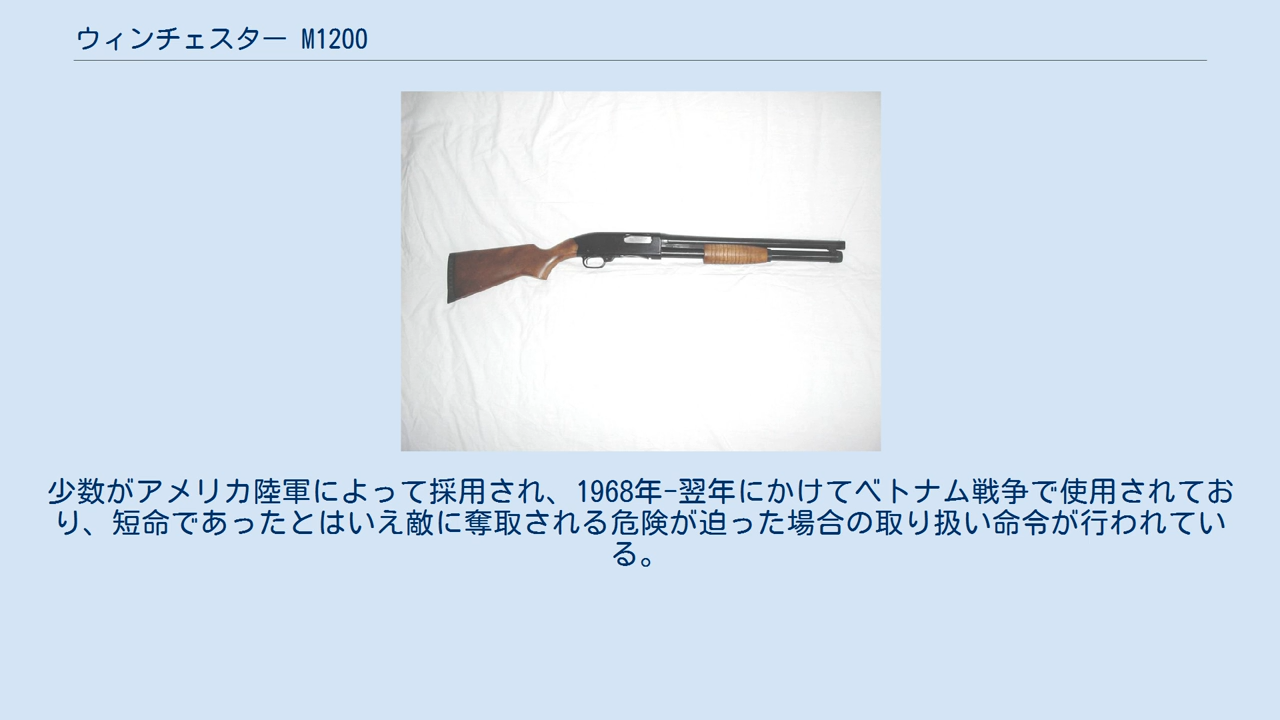 ウィンチェスター M1200
少数がアメリカ陸軍によって採用され、1968年-翌年にかけてベトナム戦争で使用されてお
り、短命であったとはいえ敵に奪取される危険が迫った場合の取り扱い命令が行われてい
る。